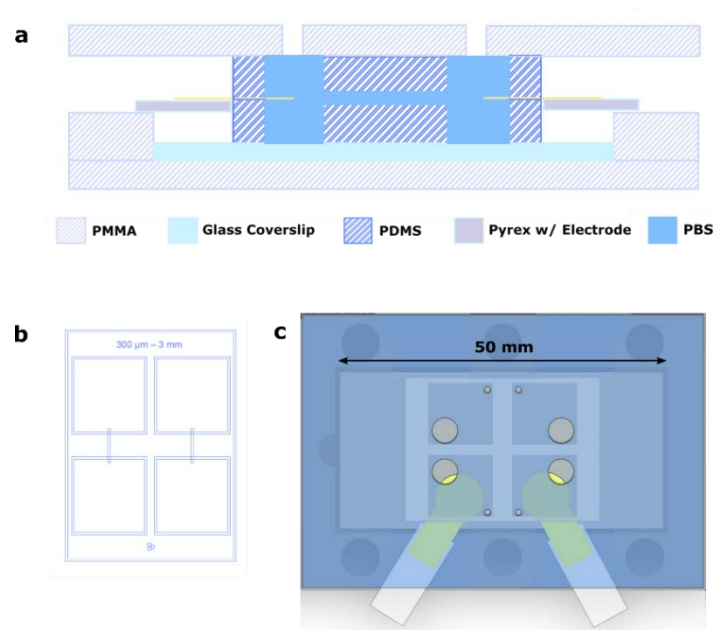 a
PMMA Glass Coverslip PDMS Pyrex w/ Electrode PBS
b
300 µm – 3 mm
c
50 mm